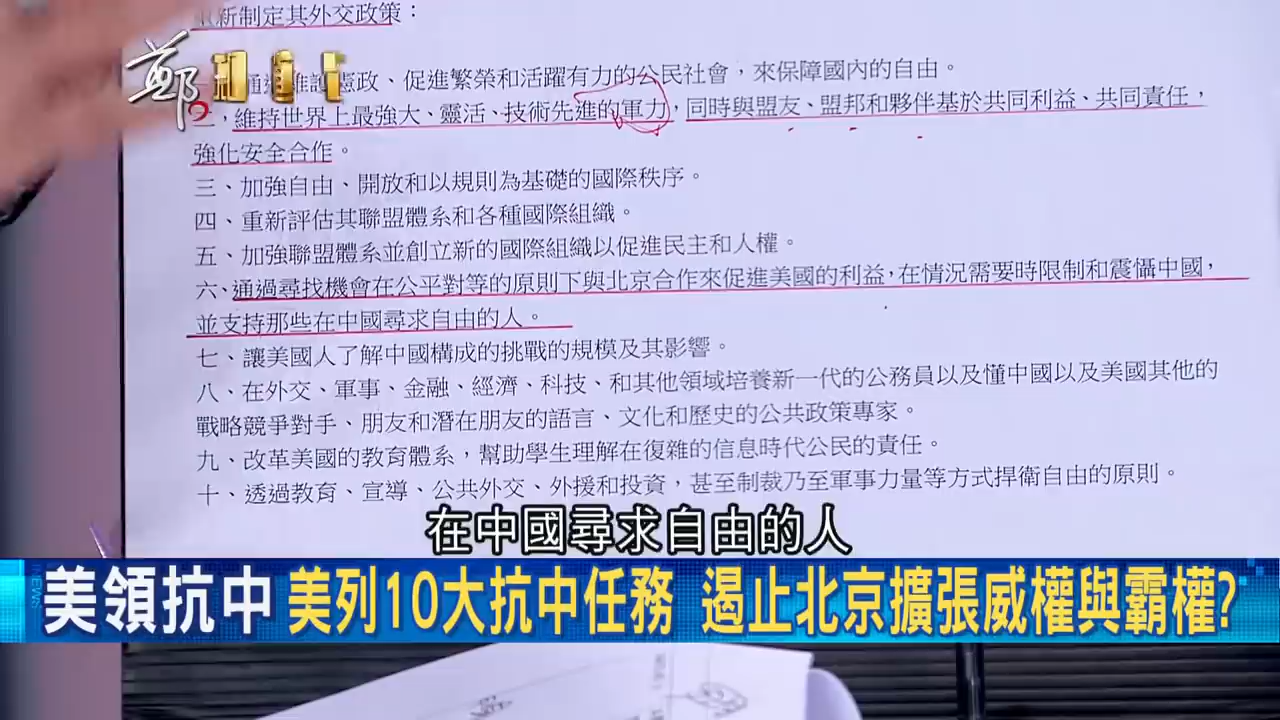 重新制定其外交政策：
鄭
憲政、促進繁榮和活躍有力的公民社會，來保障國內的自由。
維持世界上最強大、靈活、技術先進的軍力，同時與盟友、盟邦和夥伴基於共同利益、共同責任，
強化安全合作。
三、加強自由、開放和以規則為基礎的國際秩序。
四、重新評估其聯盟體系和各種國際組織。
五、加強聯盟體系並創立新的國際組織以促進民主和人權。
六、通過尋找機會在公平對等的原則下與北京合作來促進美國的利益，在情況需要時限制和震懾中國，
並支持那些在中國尋求自由的人。
七、讓美國人了解中國構成的挑戰的規模及其影響。
八、在外交、軍事、金融、經濟、科技、和其他領域培養新一代的公務員以及懂中國以及美國其他的
戰略競爭對手、朋友和潛在朋友的語言、文化和歷史的公共政策專家。
九、改革美國的教育體系，幫助學生理解在復雜的信息時代公民的責任。
十、透過教育、宣導、公共外交、外援和投資，甚至制裁乃至軍事力量等方式捍衛自由的原則。
在中國尋求自由的人
美領抗中 美列10大抗中任務 遏止北京擴張威權與霸權?